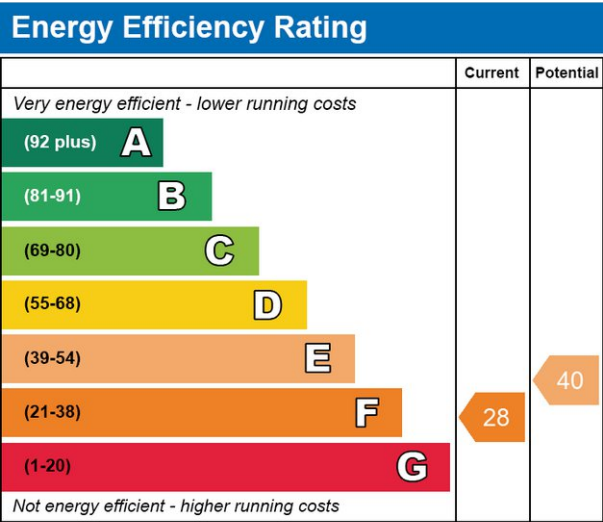 Energy Efficiency Rating
Current Potential
Very energy efficient - lower running costs
(92 plus) A
(81-91) B
(69-80) C
(55-68) D
(39-54) E
40
(21-38) F
28
(1-20) G
Not energy efficient - higher running costs